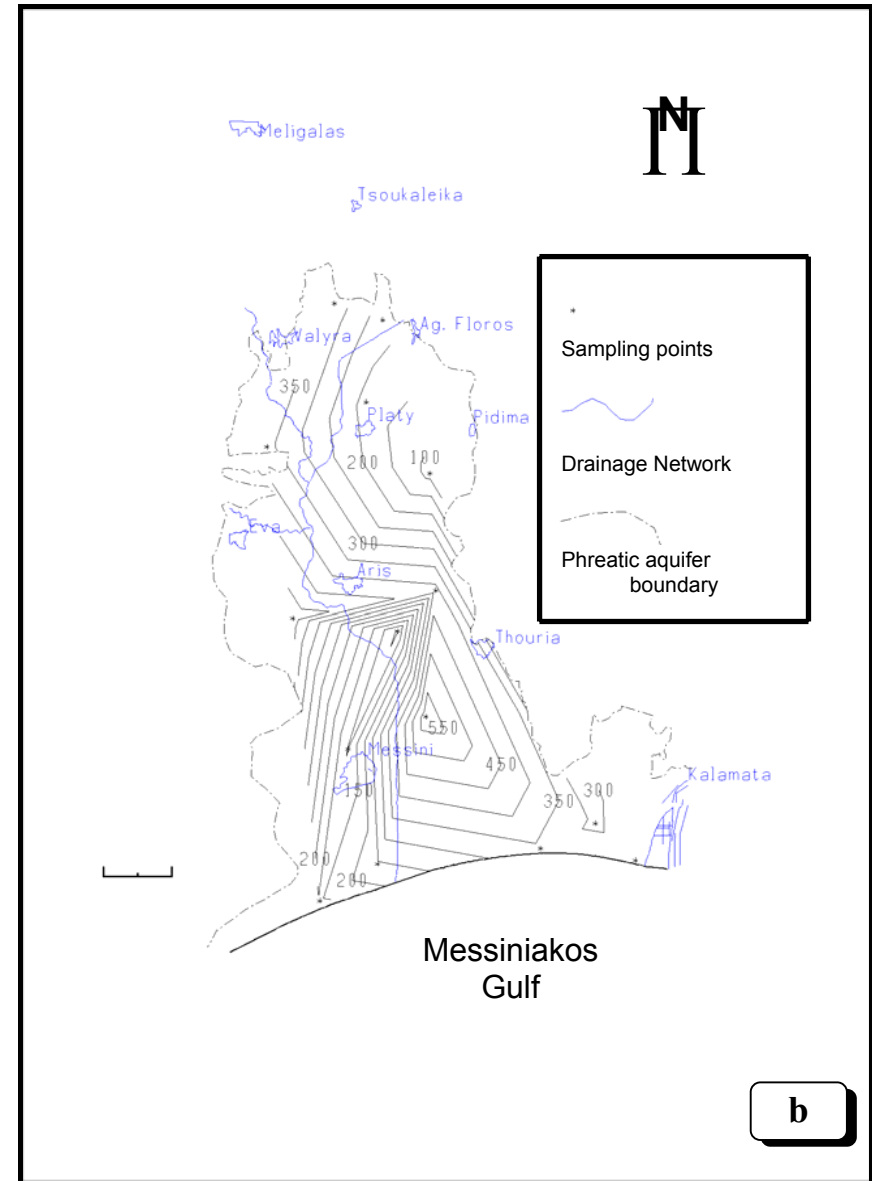 N
Meligalas
Tsoukaleika
Valyra
Ag. Floros
350
Platy
Pidima
200
100
Sampling points
Drainage Network
Phreatic aquifer
boundary
Eva
300
Aris
Thouria
550
Messini
450
150
350
300
Kalamata
200
200
Messiniakos
Gulf
b